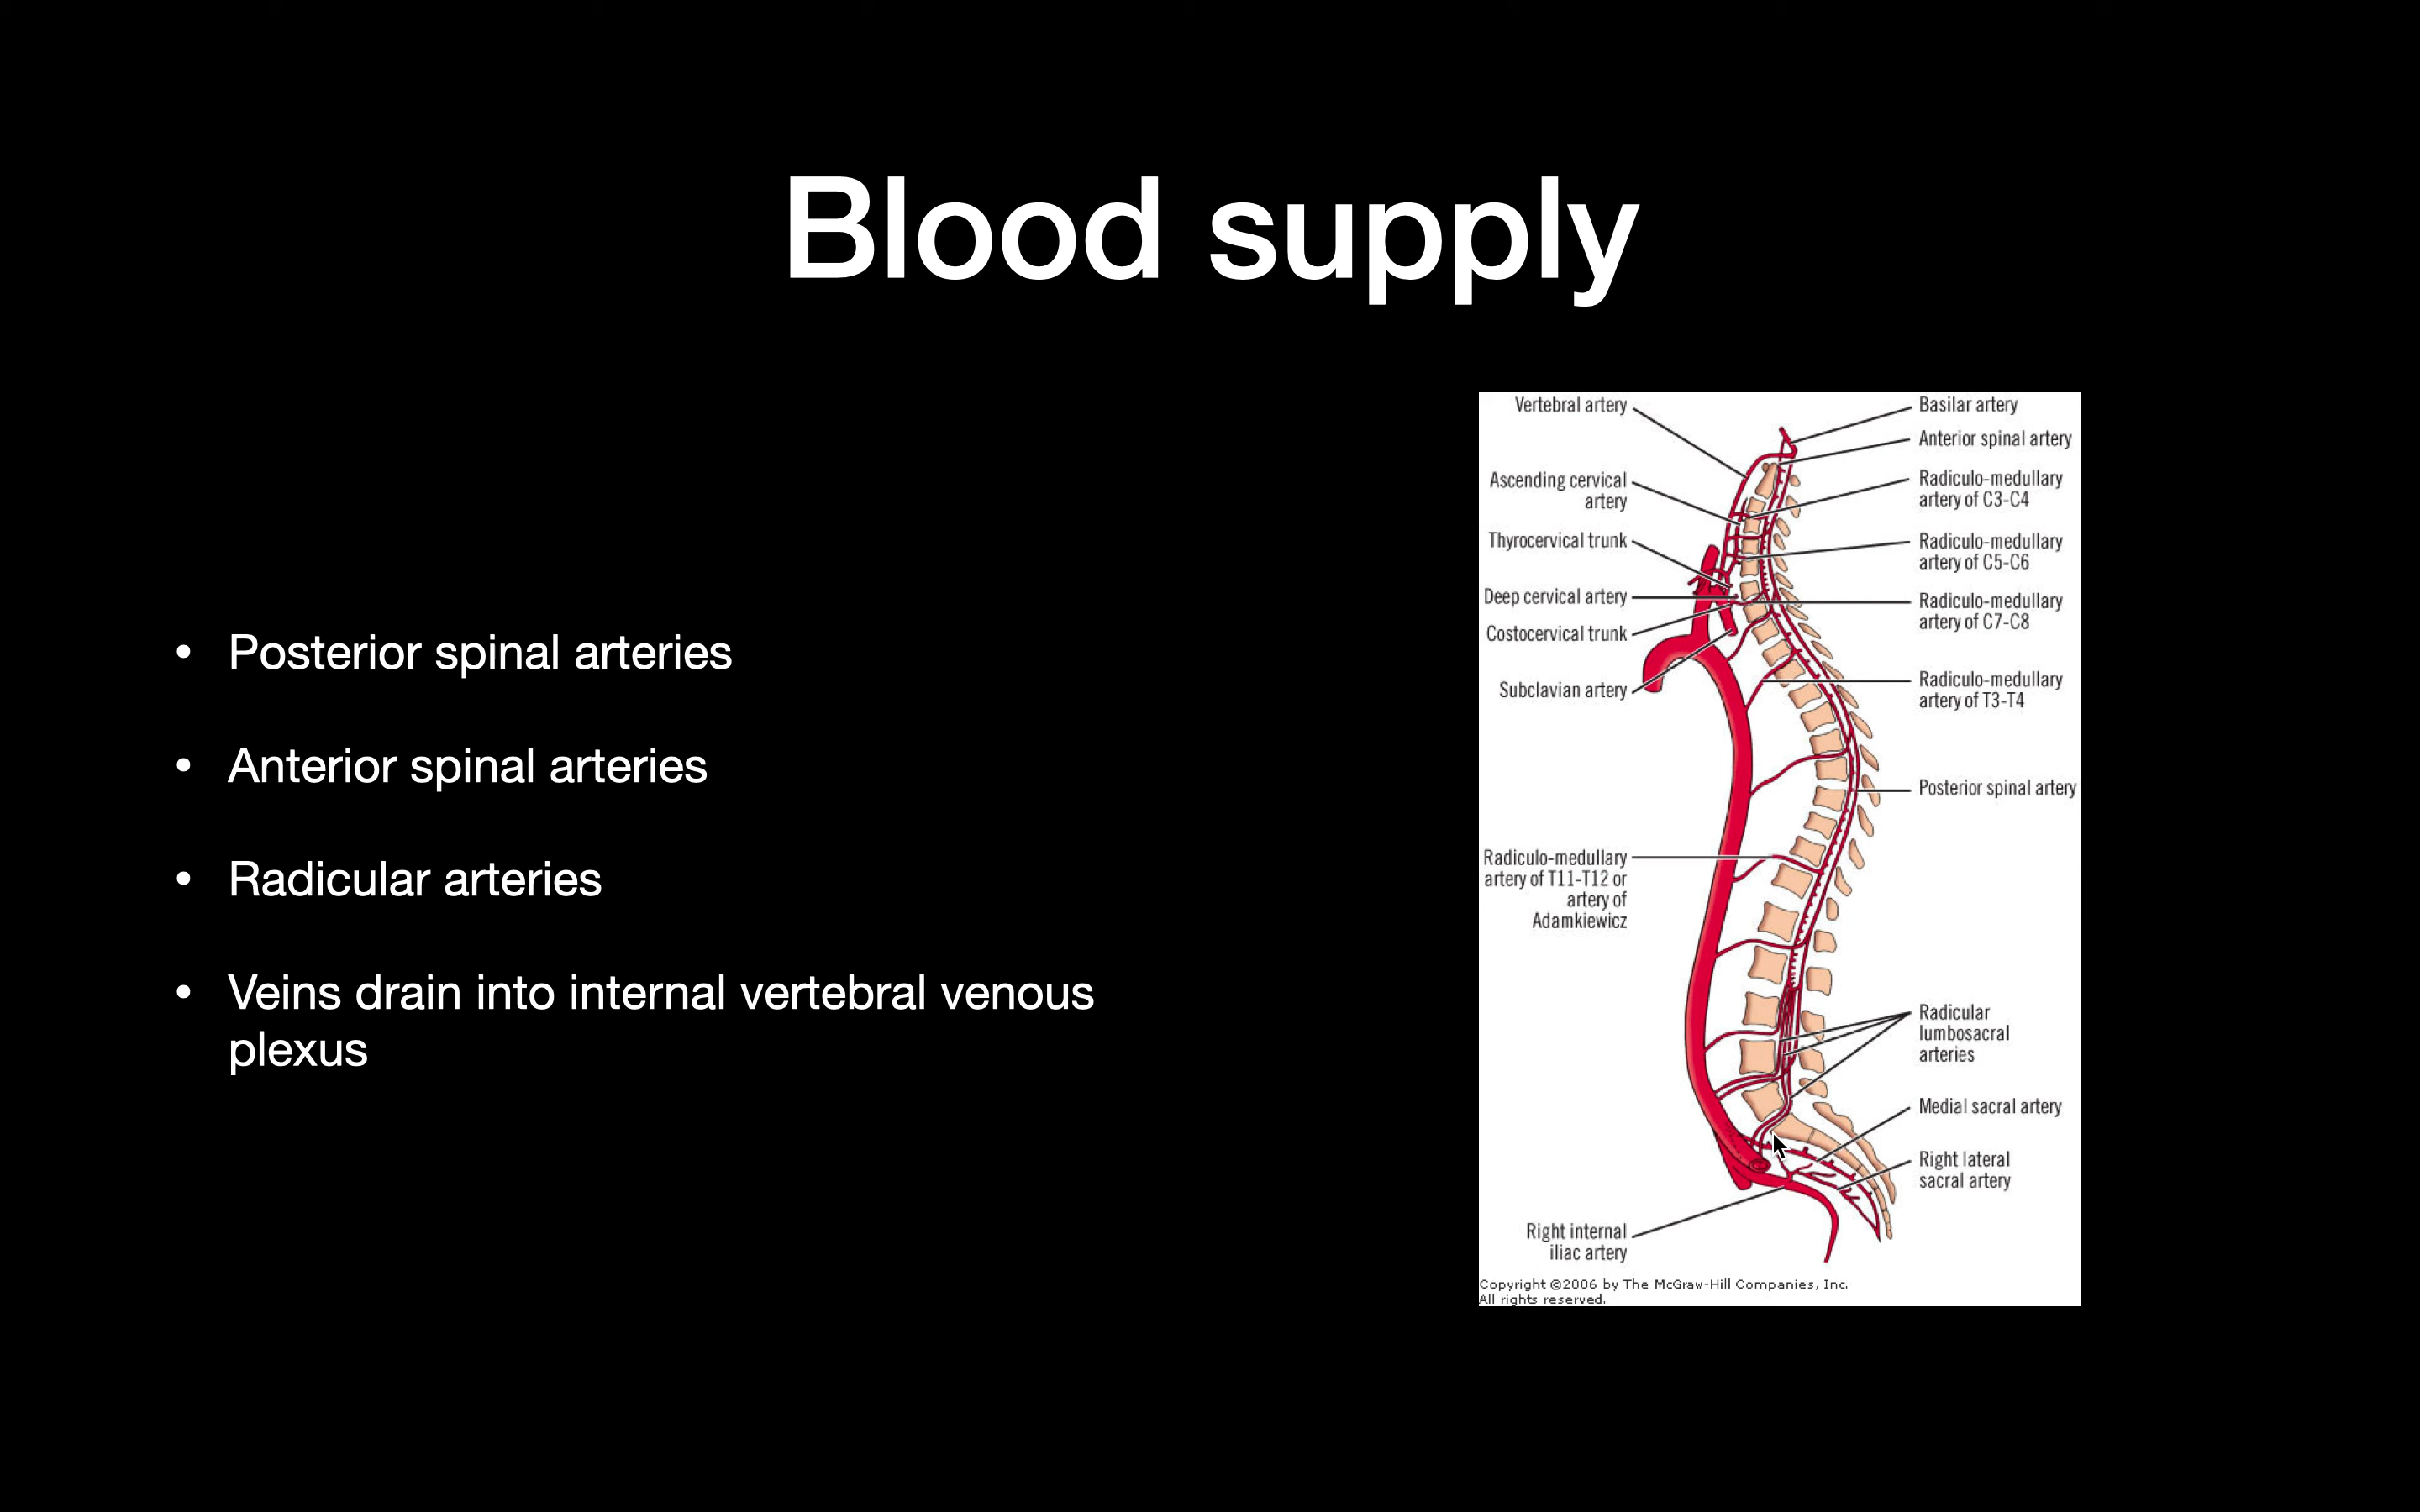 Blood supply
• Posterior spinal arteries
• Anterior spinal arteries
• Radicular arteries
• Veins drain into internal vertebral venous
plexus
Vertebral artery
Ascending cervical
artery
Thyrocervical trunk
Deep cervical artery
Costocervical trunk
Subclavian artery
Radiculo-medullary
artery of T11-T12 or
artery of
Adamkiewicz
Right internal
iliac artery
Basilar artery
Anterior spinal artery
Radiculo-medullary
artery of C3-C4
Radiculo-medullary
artery of C5-C6
Radiculo-medullary
artery of C7-C8
Radiculo-medullary
artery of T3-T4
Posterior spinal artery
Radicular
lumbosacral
arteries
Medial sacral artery
Right lateral
sacral artery
Copyright ©2006 by The McGraw-Hill Companies, Inc.
All rights reserved.